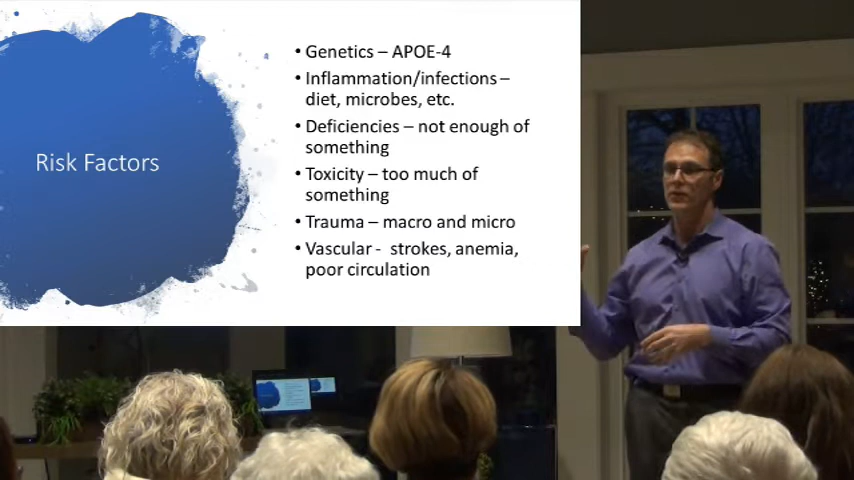 Risk Factors
• Genetics – APOE-4
• Inflammation/infections –
diet, microbes, etc.
• Deficiencies – not enough of
something
• Toxicity – too much of
something
• Trauma – macro and micro
• Vascular -  strokes, anemia,
poor circulation